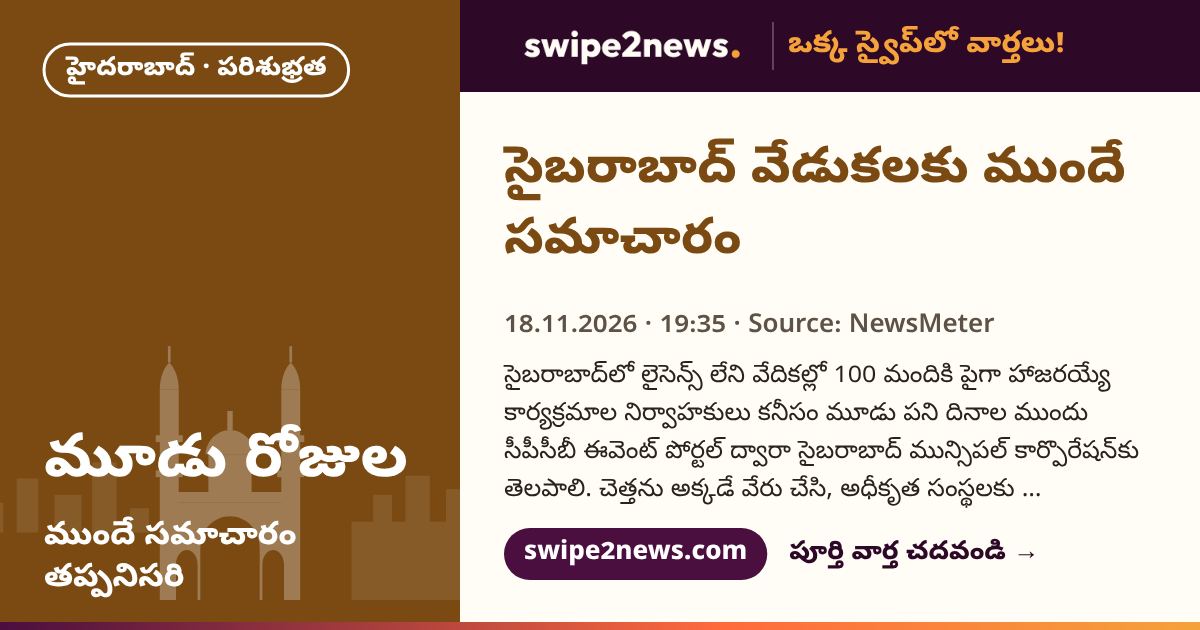 హైదరాబాద్ · పరిశుభ్రత
మూడు రోజుల
ముందే సమాచారం
తప్పనిసరి
swipe2news.
ఒక్క స్వైప్‌లో వార్తలు!
సైబరాబాద్ వేడుకలకు ముందే
సమాచారం
18.11.2026 · 19:35 · Source: NewsMeter
సైబరాబాద్‌లో లైసెన్స్ లేని వేదికల్లో 100 మందికి పైగా హాజరయ్యే
కార్యక్రమాల నిర్వాహకులు కనీసం మూడు పని దినాల ముందు
సీపీసీబీ ఈవెంట్ పోర్టల్ ద్వారా సైబరాబాద్ మున్సిపల్ కార్పొరేషన్‌కు
తెలపాలి. చెత్తను అక్కడే వేరు చేసి, అధీకృత సంస్థలకు ...
swipe2news.com
పూర్తి వార్త చదవండి →